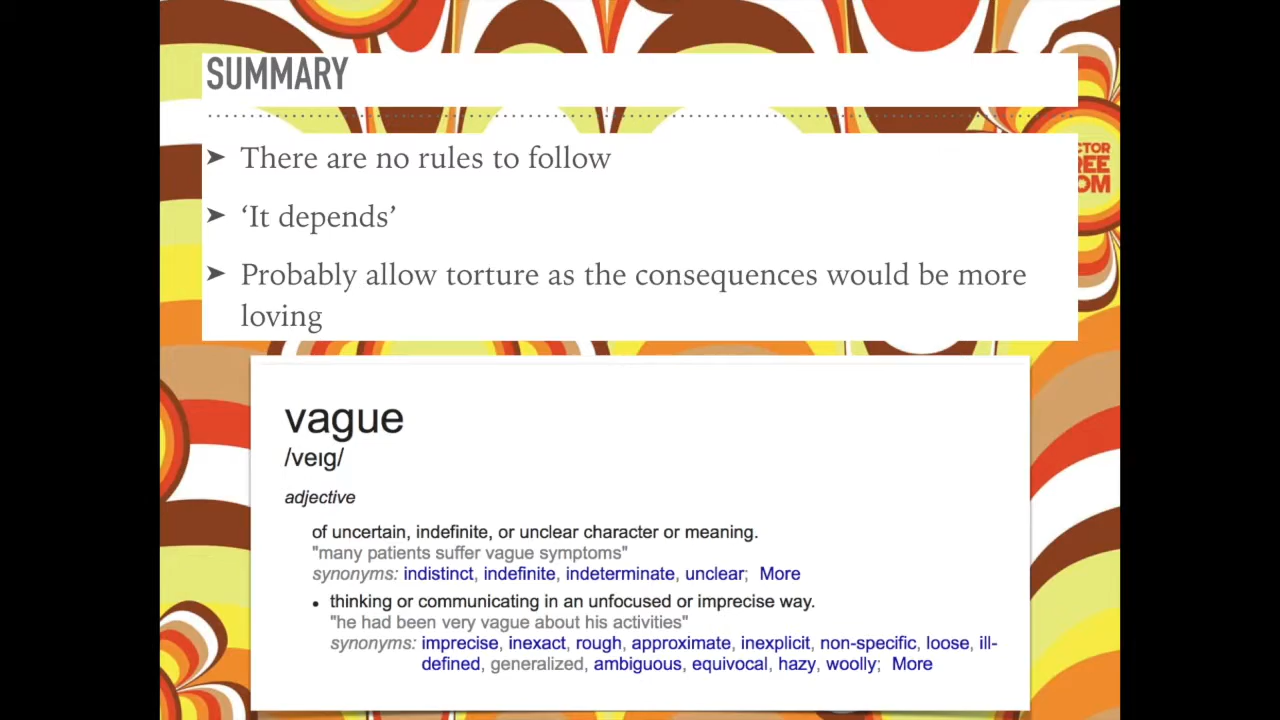 SUMMARY
➤ There are no rules to follow
➤ ‘It depends’
➤ Probably allow torture as the consequences would be more
loving
vague
/veɪɡ/
adjective
of uncertain, indefinite, or unclear character or meaning.
"many patients suffer vague symptoms"
synonyms: indistinct, indefinite, indeterminate, unclear; More
• thinking or communicating in an unfocused or imprecise way.
"he had been very vague about his activities"
synonyms: imprecise, inexact, rough, approximate, inexplicit, non-specific, loose, ill-
defined, generalized, ambiguous, equivocal, hazy, woolly; More